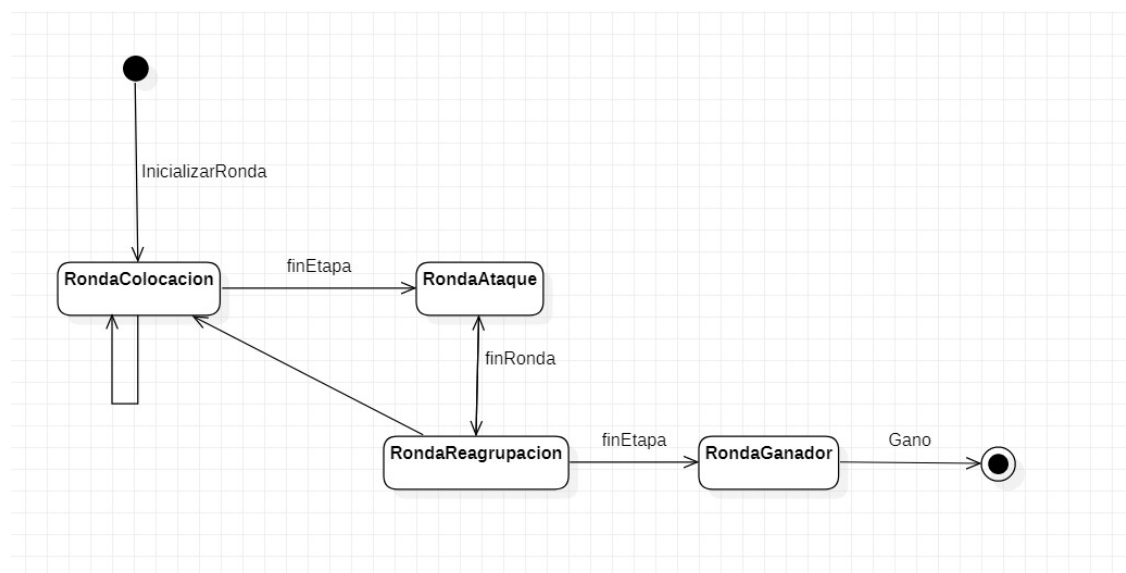 InicializarRonda
RondaColocacion
finEtapa
RondaAtaque
finRonda
RondaReagrupacion
finEtapa
RondaGanador
Gano